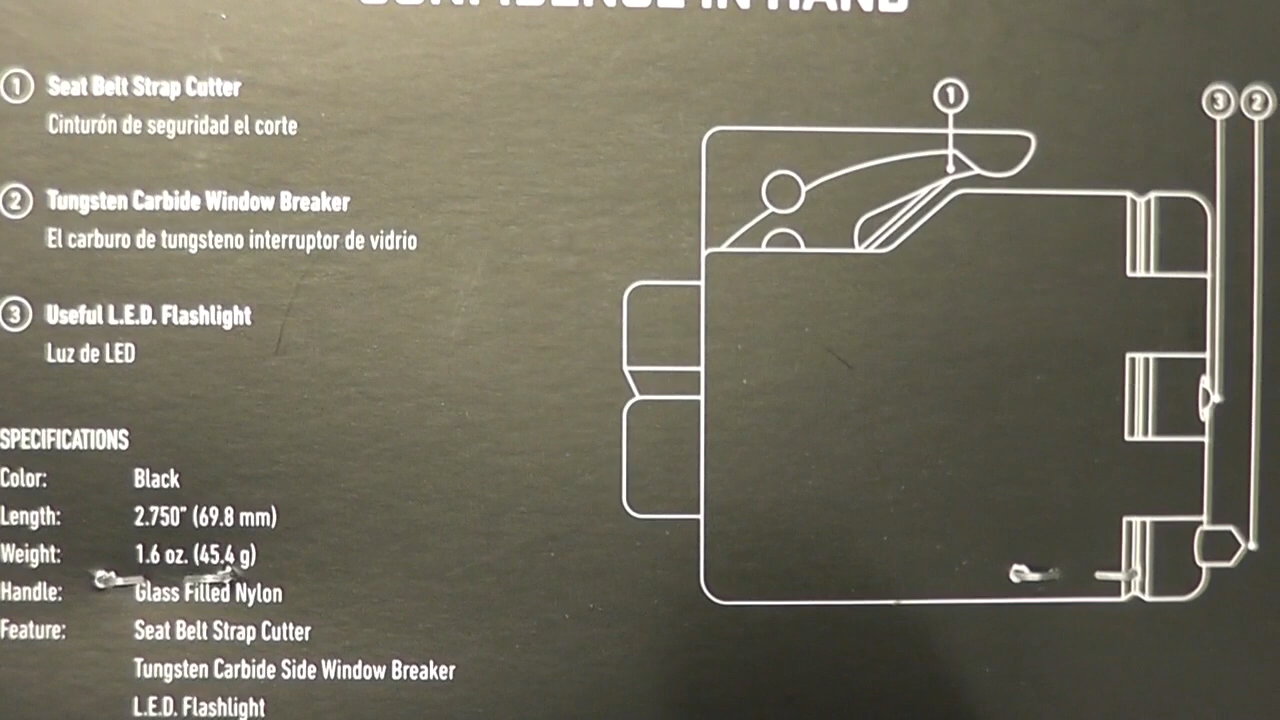 CONFIDENCE IN HAND
1 Seat Belt Strap Cutter
Cinturón de seguridad el corte
2 Tungsten Carbide Window Breaker
El carburo de tungsteno interruptor de vidrio
3 Useful L.E.D. Flashlight
Luz de LED
SPECIFICATIONS
Color: Black
Length: 2.750" (69.8 mm)
Weight: 1.6 oz. (45.4 g)
Handle: Glass Filled Nylon
Feature: Seat Belt Strap Cutter
Tungsten Carbide Side Window Breaker
L.E.D. Flashlight
1
3 2